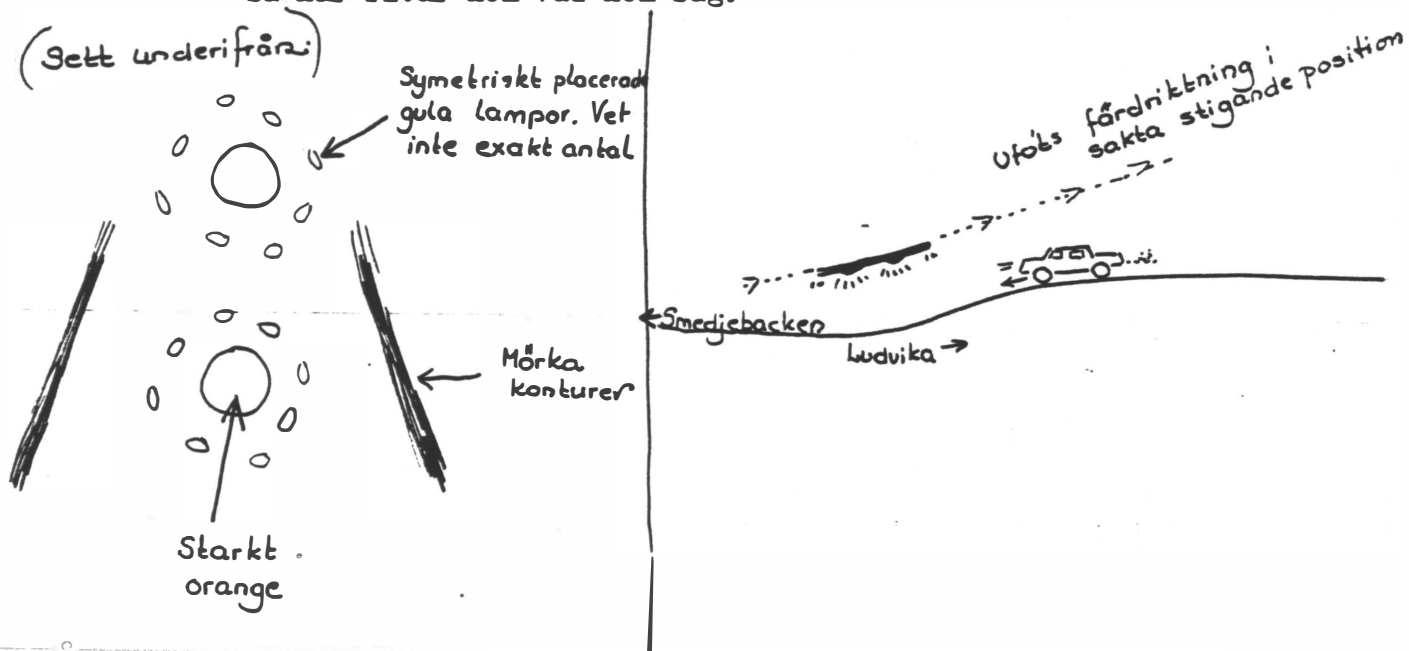 (Sett underifrån:)
Symetriskt placerade
gula lampor. Vet
inte exakt antal
Mörka
konturer
Starkt
orange
Ufots färdriktning i
sakta stigande position
Smedjebacken
Ludvika